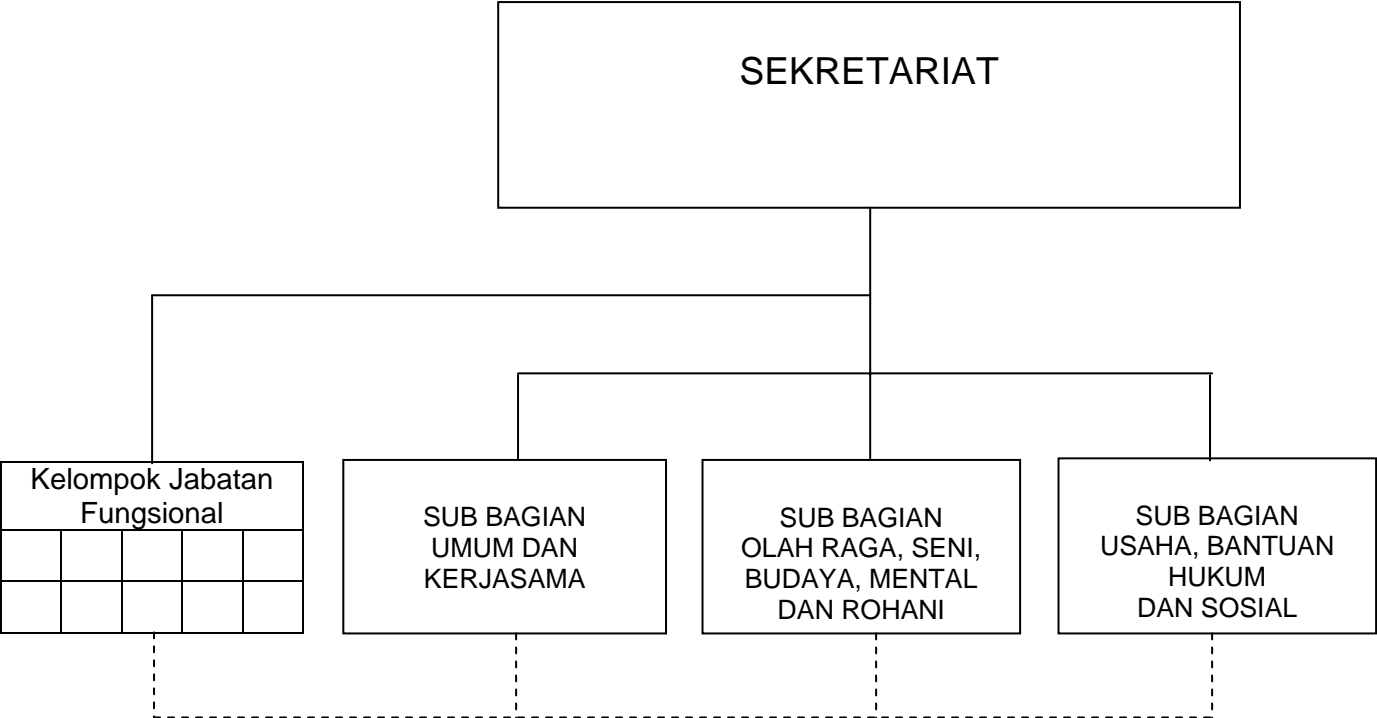 SEKRETARIAT
Kelompok Jabatan
Fungsional
SUB BAGIAN
UMUM DAN
KERJASAMA
SUB BAGIAN
OLAH RAGA, SENI,
BUDAYA, MENTAL
DAN ROHANI
SUB BAGIAN
USAHA, BANTUAN
HUKUM
DAN SOSIAL